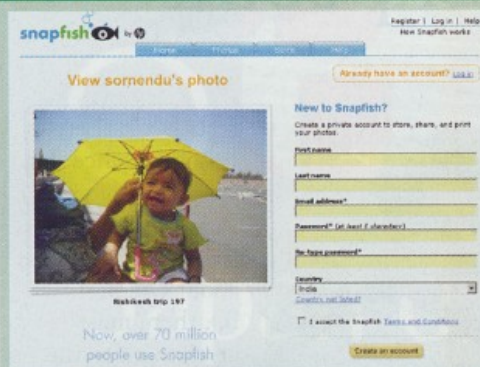 snapfish by hp
Register | Log in | Help
How Snapfish works
Home Photos Store Help
View sornendu's photo
Already have an account? Log in
New to Snapfish?
Create a private account to store, share, and print
your photos.
First name
Last name
Email address*
Password* (at least characters)
Re-type password*
Country
India
Country not listed?
I accept the Snapfish Terms and Conditions
Create an account
trip 197
Now, over 70 million
people use Snapfish